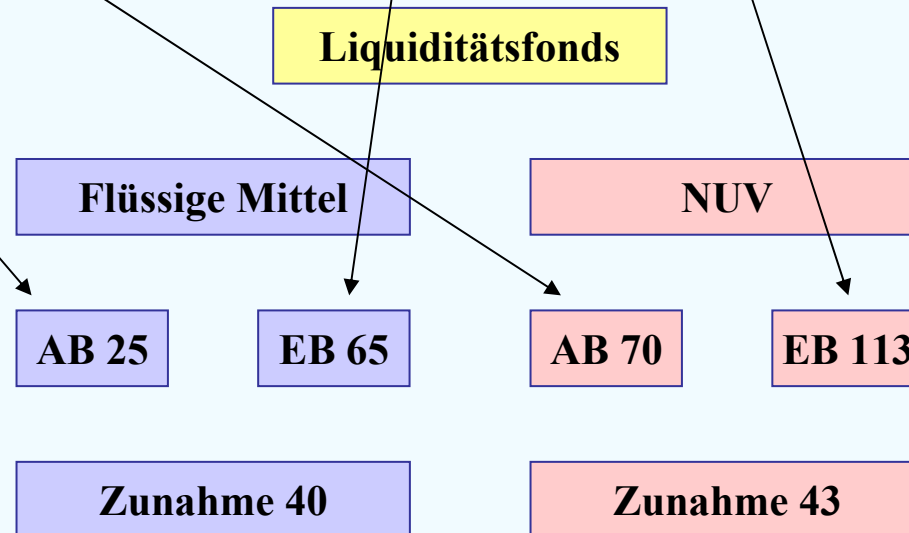 Liquiditätsfonds
Flüssige Mittel
NUV
AB 25
EB 65
AB 70
EB 113
Zunahme 40
Zunahme 43